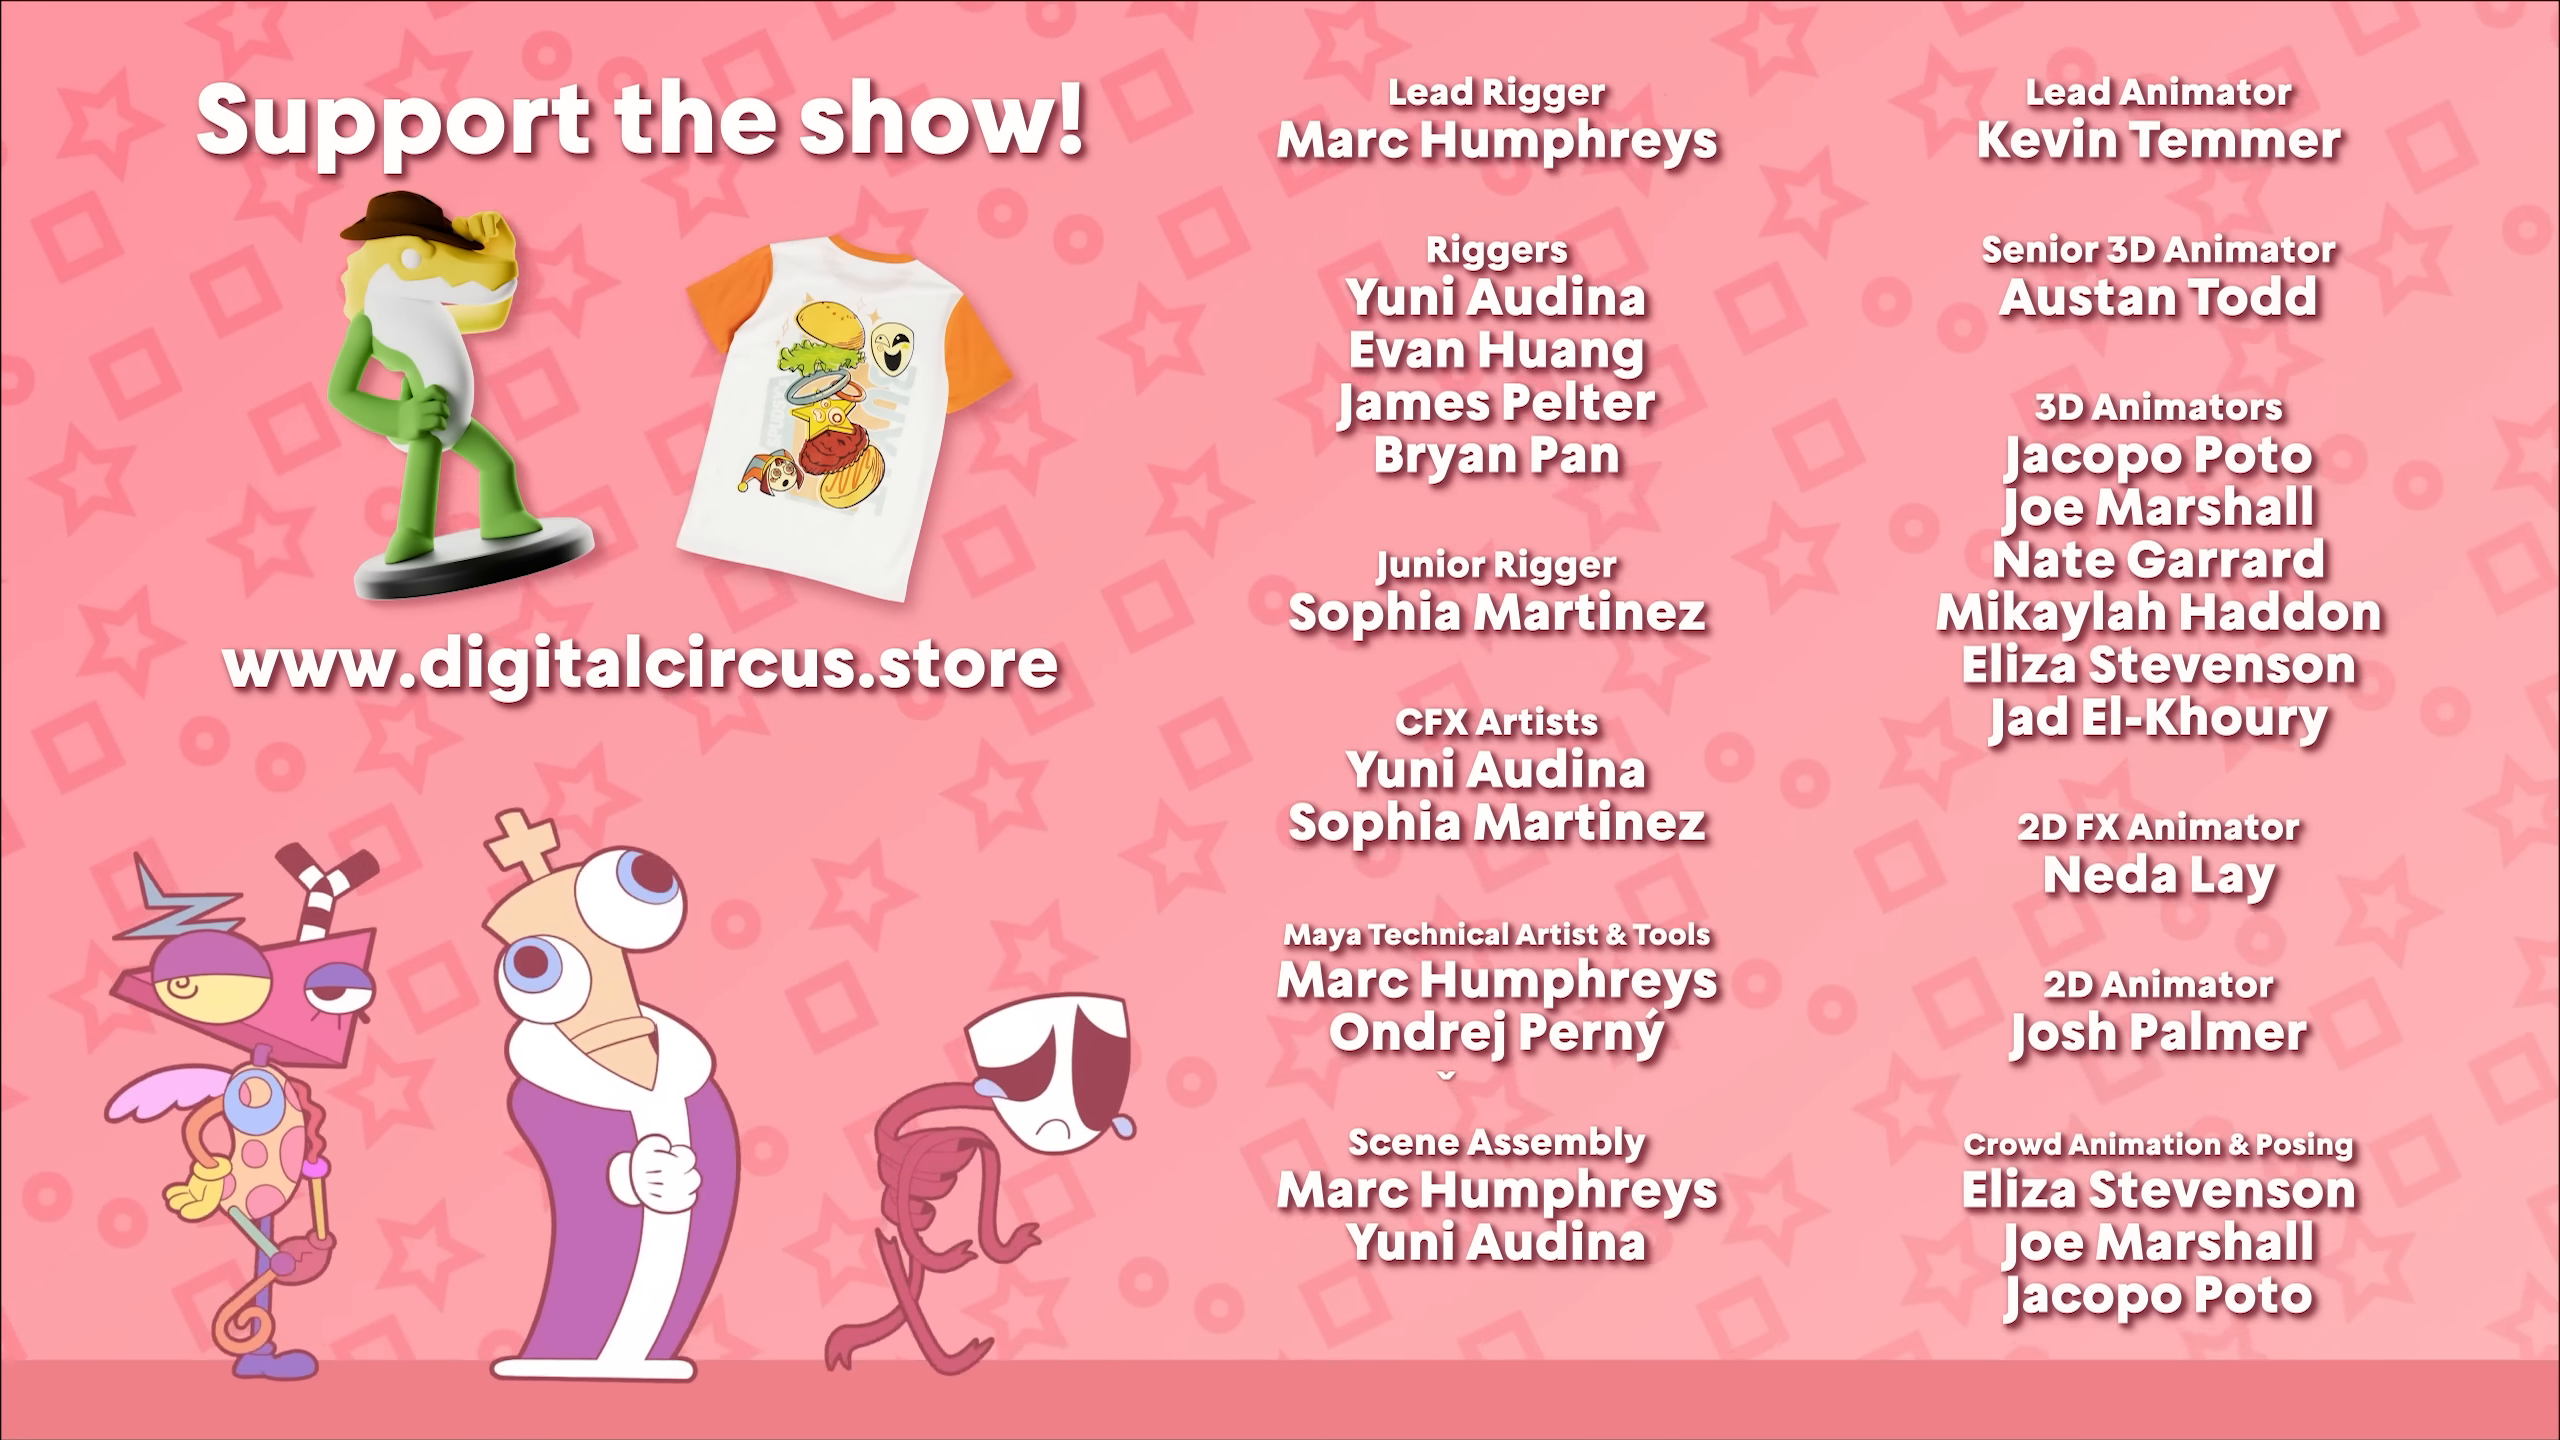 Support the show!
www.digitalcircus.store
Lead Rigger
Marc Humphreys
Riggers
Yuni Audina
Evan Huang
James Pelter
Bryan Pan
Junior Rigger
Sophia Martinez
CFX Artists
Yuni Audina
Sophia Martinez
Maya Technical Artist & Tools
Marc Humphreys
Ondrej Perný
Scene Assembly
Marc Humphreys
Yuni Audina
Lead Animator
Kevin Temmer
Senior 3D Animator
Austan Todd
3D Animators
Jacopo Poto
Joe Marshall
Nate Garrard
Mikaylah Haddon
Eliza Stevenson
Jad El-Khoury
2D FX Animator
Neda Lay
2D Animator
Josh Palmer
Crowd Animation & Posing
Eliza Stevenson
Joe Marshall
Jacopo Poto